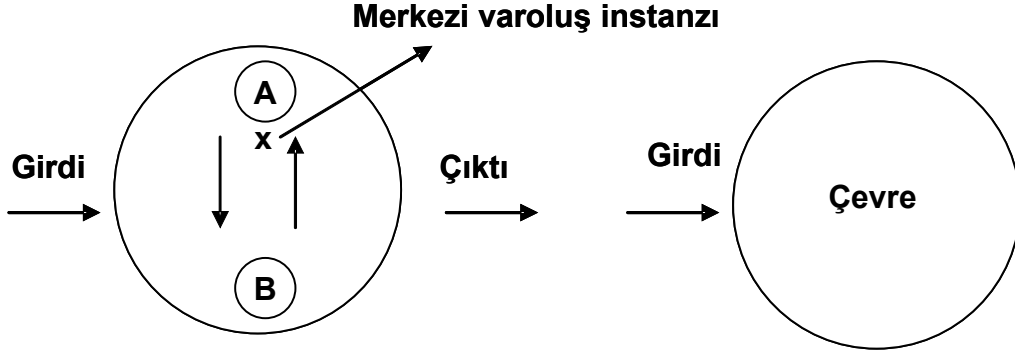 Merkezi varoluş instanzı
A
x
Girdi
Çıktı
Girdi
Çevre
B